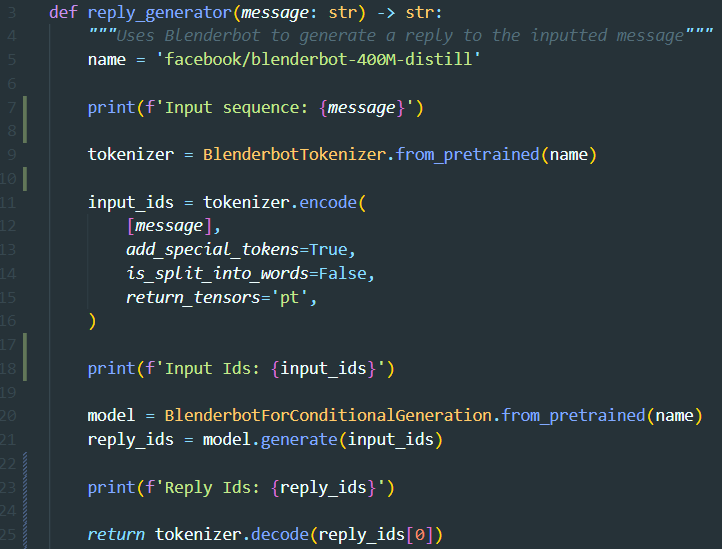 3 def reply_generator(message: str) -> str:
4 """Uses Blenderbot to generate a reply to the inputted message"""
5 name = 'facebook/blenderbot-400M-distill'
6
7 print(f'Input sequence: {message}')
8
9 tokenizer = BlenderbotTokenizer.from_pretrained(name)
10
11 input_ids = tokenizer.encode(
12 [message],
13 add_special_tokens=True,
14 is_split_into_words=False,
15 return_tensors='pt',
16 )
17
18 print(f'Input Ids: {input_ids}')
19
20 model = BlenderbotForConditionalGeneration.from_pretrained(name)
21 reply_ids = model.generate(input_ids)
22
23 print(f'Reply Ids: {reply_ids}')
24
25 return tokenizer.decode(reply_ids[0])